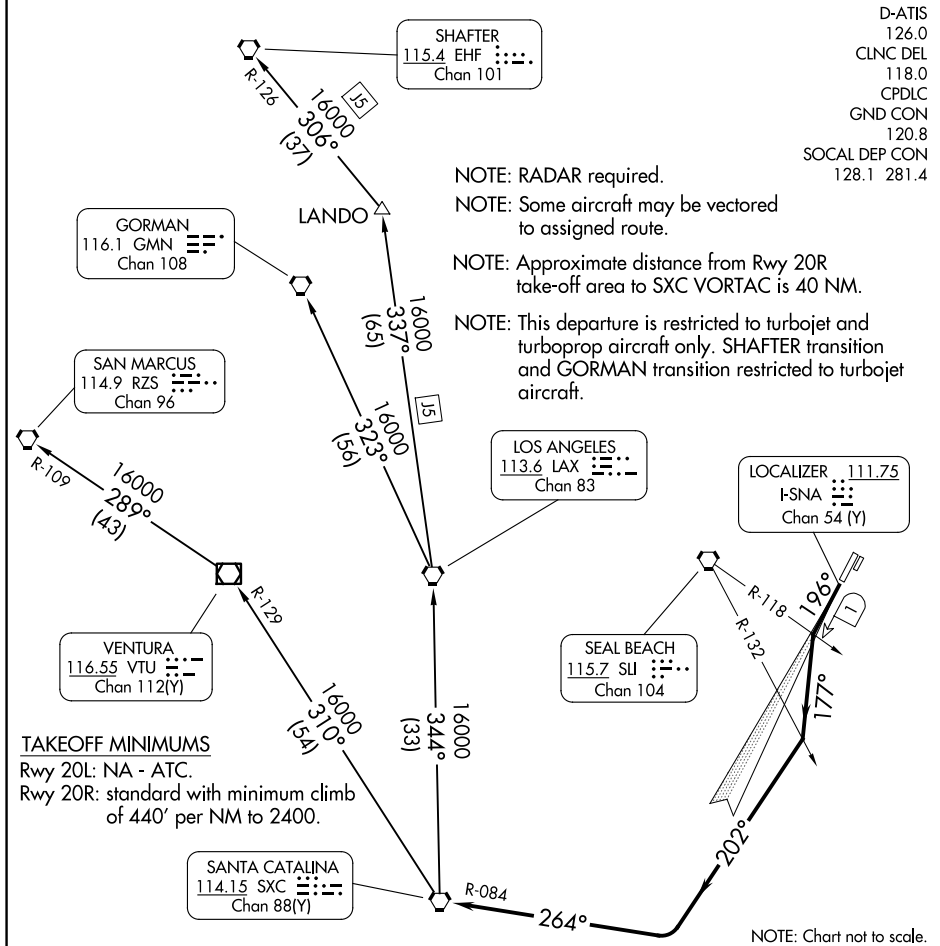 D-ATIS
126.0
CLNC DEL
118.0
CPDLC
GND CON
120.8
SOCAL DEP CON
128.1 281.4
SHAFTER
115.4 EHF
Chan 101
R-126
16000
306°
(37)
J5
NOTE: RADAR required.
NOTE: Some aircraft may be vectored
to assigned route.
NOTE: Approximate distance from Rwy 20R
take-off area to SXC VORTAC is 40 NM.
NOTE: This departure is restricted to turbojet and
turboprop aircraft only. SHAFTER transition
and GORMAN transition restricted to turbojet
aircraft.
LANDO
GORMAN
116.1 GMN
Chan 108
16000
337°
(65)
J5
SAN MARCUS
114.9 RZS
Chan 96
16000
323°
(56)
R-109
16000
289°
(43)
LOS ANGELES
113.6 LAX
Chan 83
LOCALIZER 111.75
I-SNA
Chan 54 (Y)
R-118
196°
1
R-132
177°
R-129
VENTURA
116.55 VTU
Chan 112(Y)
SEAL BEACH
115.7 SLI
Chan 104
16000
310°
(54)
16000
344°
(33)
TAKEOFF MINIMUMS
Rwy 20L: NA - ATC.
Rwy 20R: standard with minimum climb
of 440' per NM to 2400.
202°
SANTA CATALINA
114.15 SXC
Chan 88(Y)
R-084
264°
NOTE: Chart not to scale.